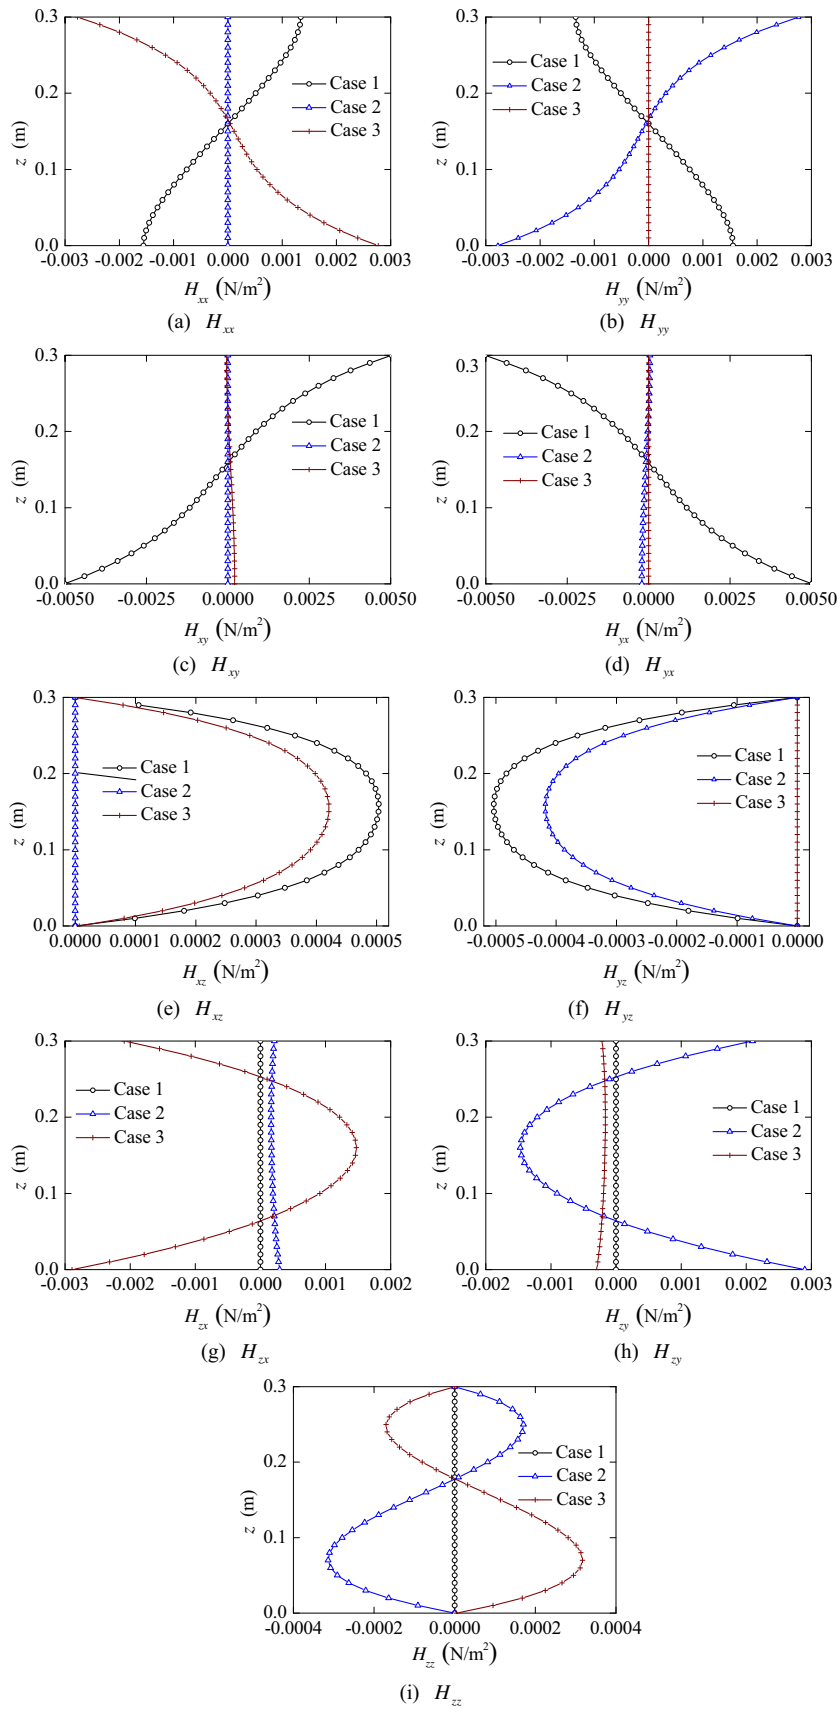 0.3
0.2
0.1
0.0
z (m)
Case 1
Case 2
Case 3
-0.003 -0.002 -0.001 0.000 0.001 0.002 0.003
H_xx (N/m²)
(a) H_xx
0.3
0.2
0.1
0.0
z (m)
Case 1
Case 2
Case 3
-0.003 -0.002 -0.001 0.000 0.001 0.002 0.003
H_yy (N/m²)
(b) H_yy
0.3
0.2
0.1
0.0
z (m)
Case 1
Case 2
Case 3
-0.0050 -0.0025 0.0000 0.0025 0.0050
H_xy (N/m²)
(c) H_xy
0.3
0.2
0.1
0.0
z (m)
Case 1
Case 2
Case 3
-0.0050 -0.0025 0.0000 0.0025 0.0050
H_yx (N/m²)
(d) H_yx
0.3
0.2
0.1
0.0
z (m)
Case 1
Case 2
Case 3
0.0000 0.0001 0.0002 0.0003 0.0004 0.0005
H_xz (N/m²)
(e) H_xz
0.3
0.2
0.1
0.0
z (m)
Case 1
Case 2
Case 3
-0.0005 -0.0004 -0.0003 -0.0002 -0.0001 0.0000
H_yz (N/m²)
(f) H_yz
0.3
0.2
0.1
0.0
z (m)
Case 1
Case 2
Case 3
-0.003 -0.002 -0.001 0.000 0.001 0.002
H_zx (N/m²)
(g) H_zx
0.3
0.2
0.1
0.0
z (m)
Case 1
Case 2
Case 3
-0.002 -0.001 0.000 0.001 0.002 0.003
H_zy (N/m²)
(h) H_zy
0.3
0.2
0.1
0.0
z (m)
Case 1
Case 2
Case 3
-0.0004 -0.0002 0.0000 0.0002 0.0004
H_zz (N/m²)
(i) H_zz